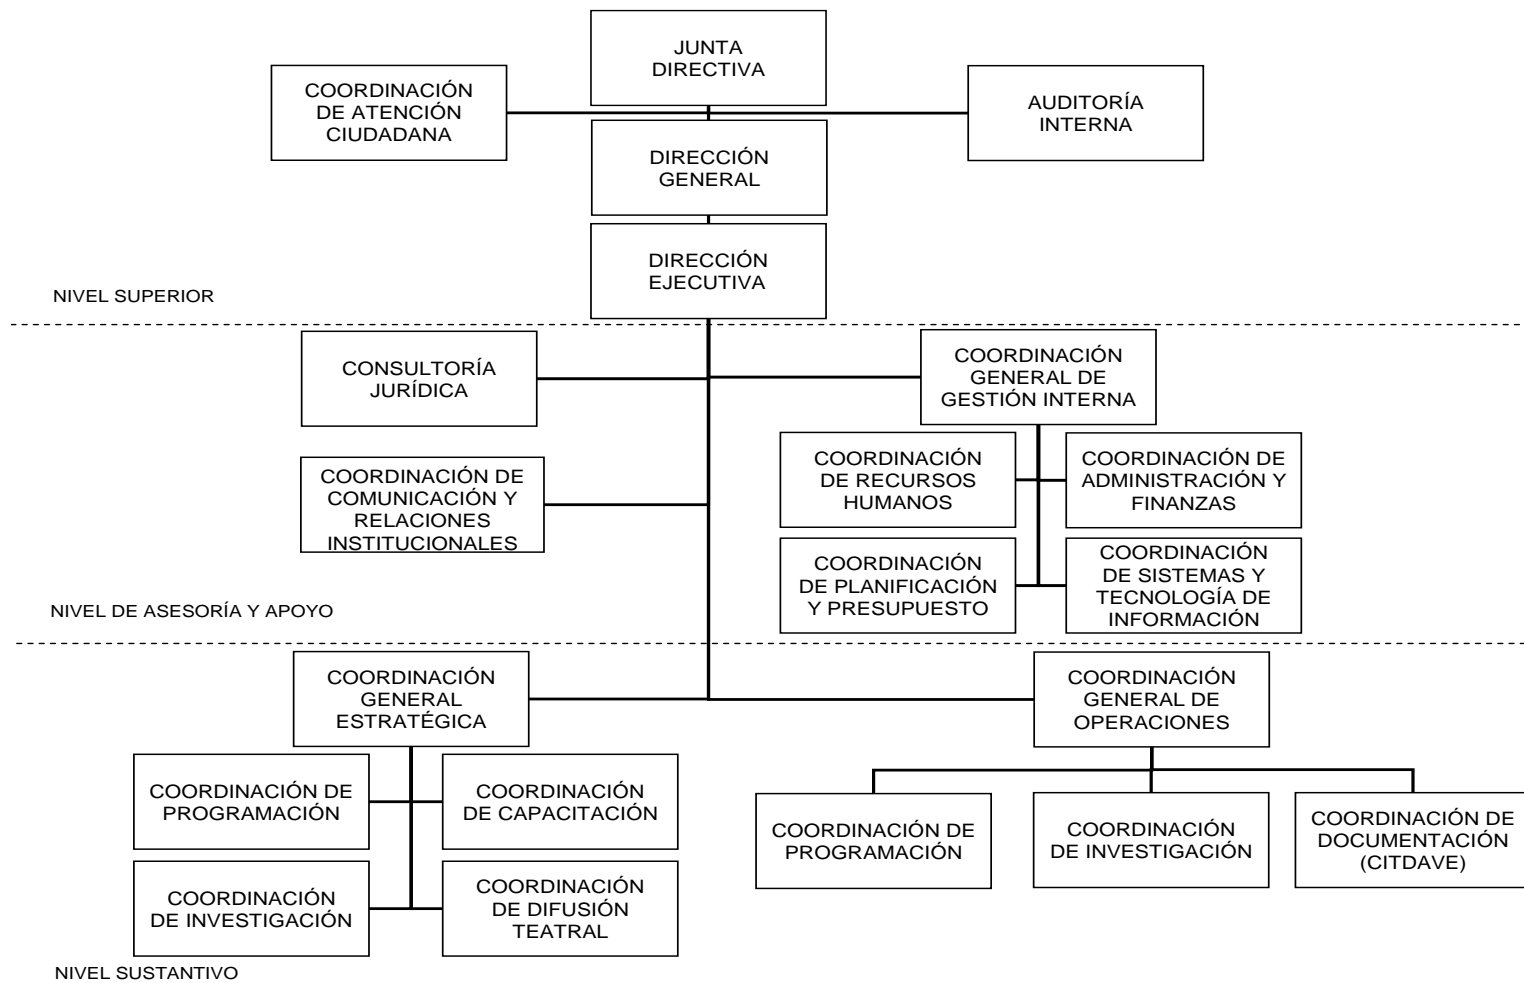 JUNTA
DIRECTIVA
COORDINACIÓN
DE ATENCIÓN
CIUDADANA
AUDITORÍA
INTERNA
DIRECCIÓN
GENERAL
DIRECCIÓN
EJECUTIVA
NIVEL SUPERIOR
CONSULTORÍA
JURÍDICA
COORDINACIÓN
GENERAL DE
GESTIÓN INTERNA
COORDINACIÓN DE
COMUNICACIÓN Y
RELACIONES
INSTITUCIONALES
COORDINACIÓN
DE RECURSOS
HUMANOS
COORDINACIÓN DE
ADMINISTRACIÓN Y
FINANZAS
COORDINACIÓN
DE PLANIFICACIÓN
Y PRESUPUESTO
COORDINACIÓN
DE SISTEMAS Y
TECNOLOGÍA DE
INFORMACIÓN
NIVEL DE ASESORÍA Y APOYO
COORDINACIÓN
GENERAL
ESTRATÉGICA
COORDINACIÓN
GENERAL DE
OPERACIONES
COORDINACIÓN DE
PROGRAMACIÓN
COORDINACIÓN
DE CAPACITACIÓN
COORDINACIÓN
DE INVESTIGACIÓN
COORDINACIÓN
DE DIFUSIÓN
TEATRAL
COORDINACIÓN DE
PROGRAMACIÓN
COORDINACIÓN
DE INVESTIGACIÓN
COORDINACIÓN DE
DOCUMENTACIÓN
(CITDAVE)
NIVEL SUSTANTIVO